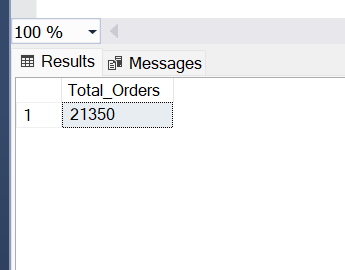 100 %
Results Messages
Total_Orders
1 21350